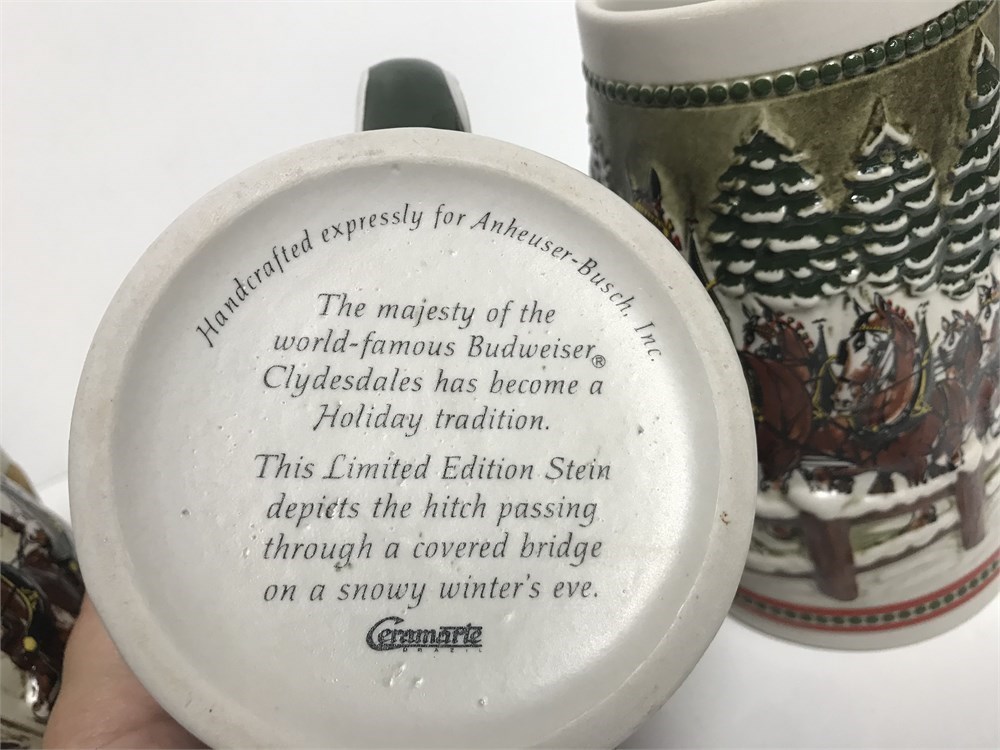 Handcrafted expressly for Anheuser-Busch, Inc.
The majesty of the
world-famous Budweiser®
Clydesdales has become a
Holiday tradition.
This Limited Edition Stein
depicts the hitch passing
through a covered bridge
on a snowy winter's eve.
Ceramarte
BRAZIL